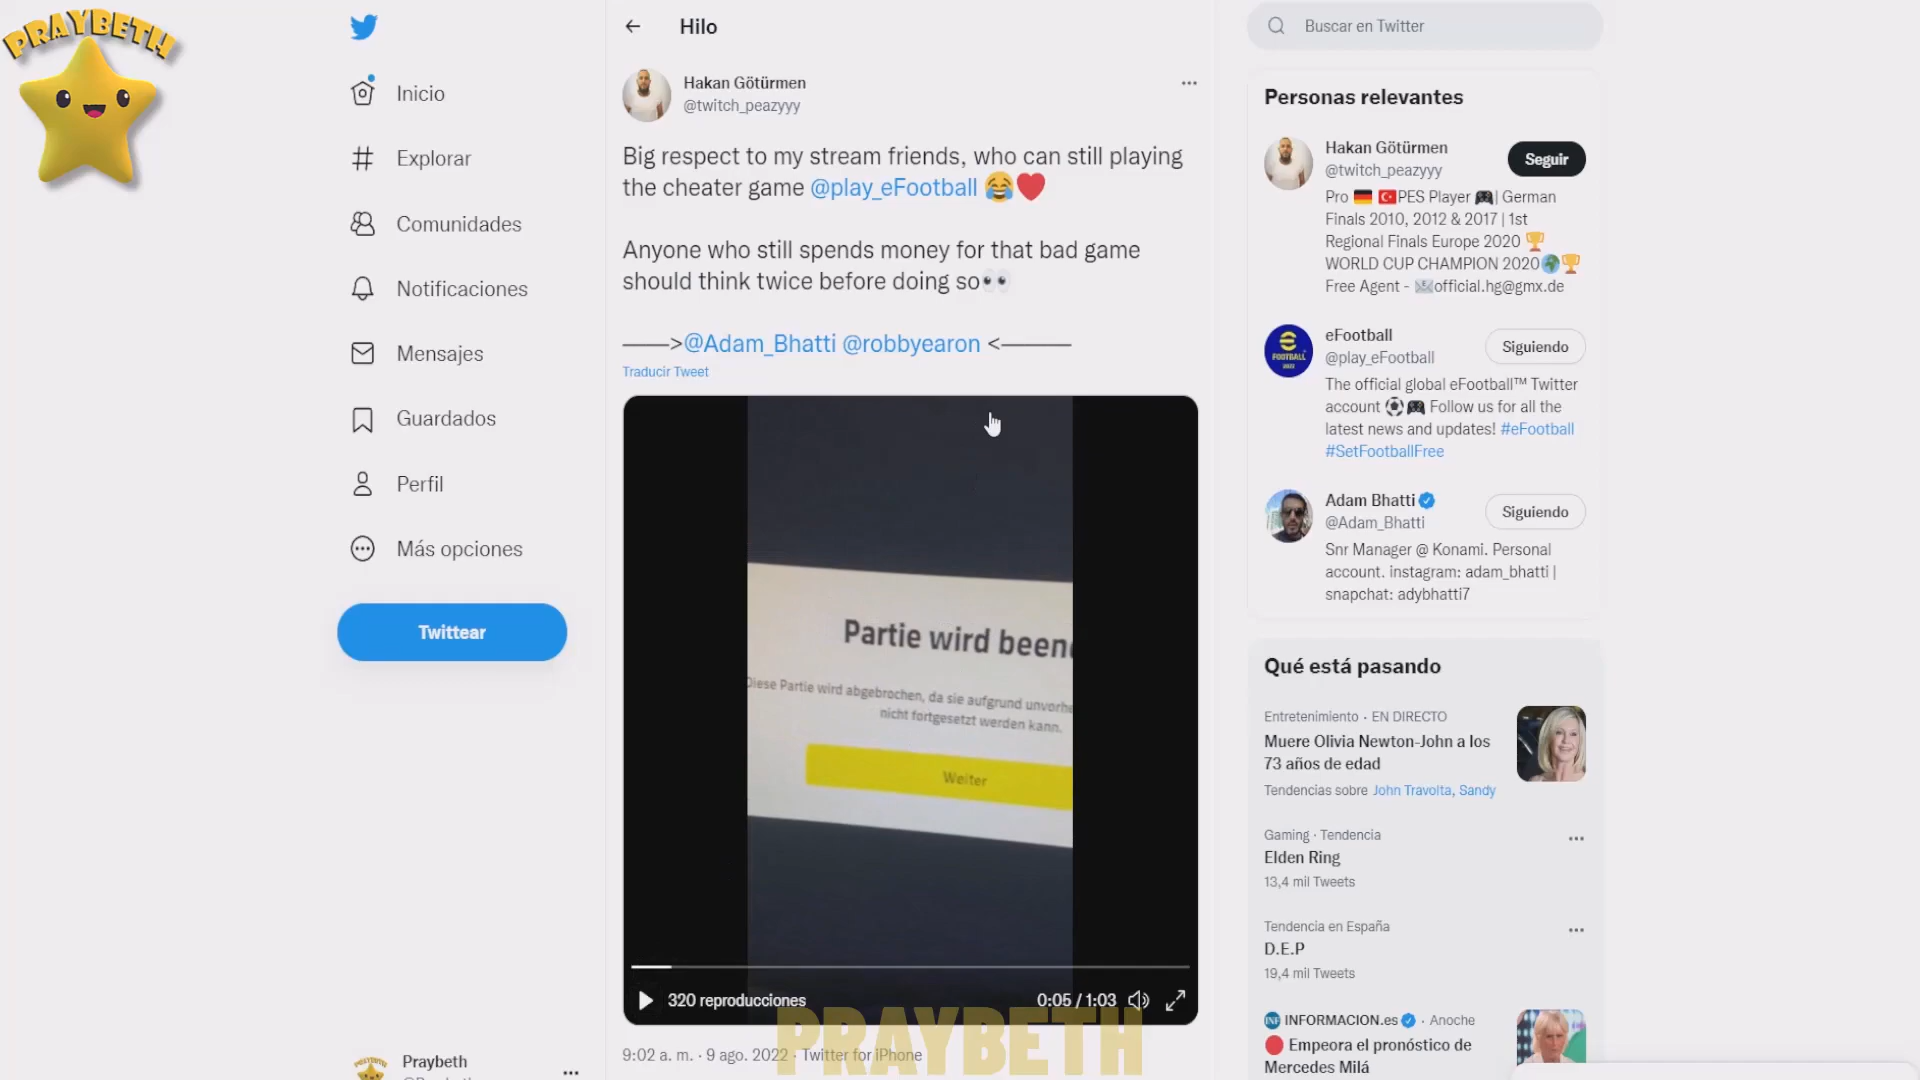 PRAYBETH
Inicio
Explorar
Comunidades
Notificaciones
Mensajes
Guardados
Perfil
Más opciones
Twittear
Praybeth
Hilo
Hakan Götürmen
@twitch_peazyyy
Big respect to my stream friends, who can still playing
the cheater game @play_eFootball 😂❤️
Anyone who still spends money for that bad game
should think twice before doing so👀
——>@Adam_Bhatti @robbyearon <———
Traducir Tweet
Partie wird been
Diese Partie wird abgebrochen, da sie aufgrund unvorhe
nicht fortgesetzt werden kann.
Weiter
320 reproducciones
0:05 / 1:03
PRAYBETH
9:02 a. m. · 9 ago. 2022 · Twitter for iPhone
Buscar en Twitter
Personas relevantes
Hakan Götürmen
@twitch_peazyyy
Seguir
Pro 🇩🇪 🇹🇷PES Player 🎮| German
Finals 2010, 2012 & 2017 | 1st
Regional Finals Europe 2020 🏆
WORLD CUP CHAMPION 2020🌍🏆
Free Agent - 📧official.hg@gmx.de
eFootball
@play_eFootball
Siguiendo
The official global eFootball™ Twitter
account ⚽🎮 Follow us for all the
latest news and updates! #eFootball
#SetFootballFree
Adam Bhatti
@Adam_Bhatti
Siguiendo
Snr Manager @ Konami. Personal
account. instagram: adam_bhatti |
snapchat: adybhatti7
Qué está pasando
Entretenimiento · EN DIRECTO
Muere Olivia Newton-John a los
73 años de edad
Tendencias sobre John Travolta, Sandy
Gaming · Tendencia
Elden Ring
13,4 mil Tweets
Tendencia en España
D.E.P
19,4 mil Tweets
INFORMACION.es · Anoche
🔴 Empeora el pronóstico de
Mercedes Milá